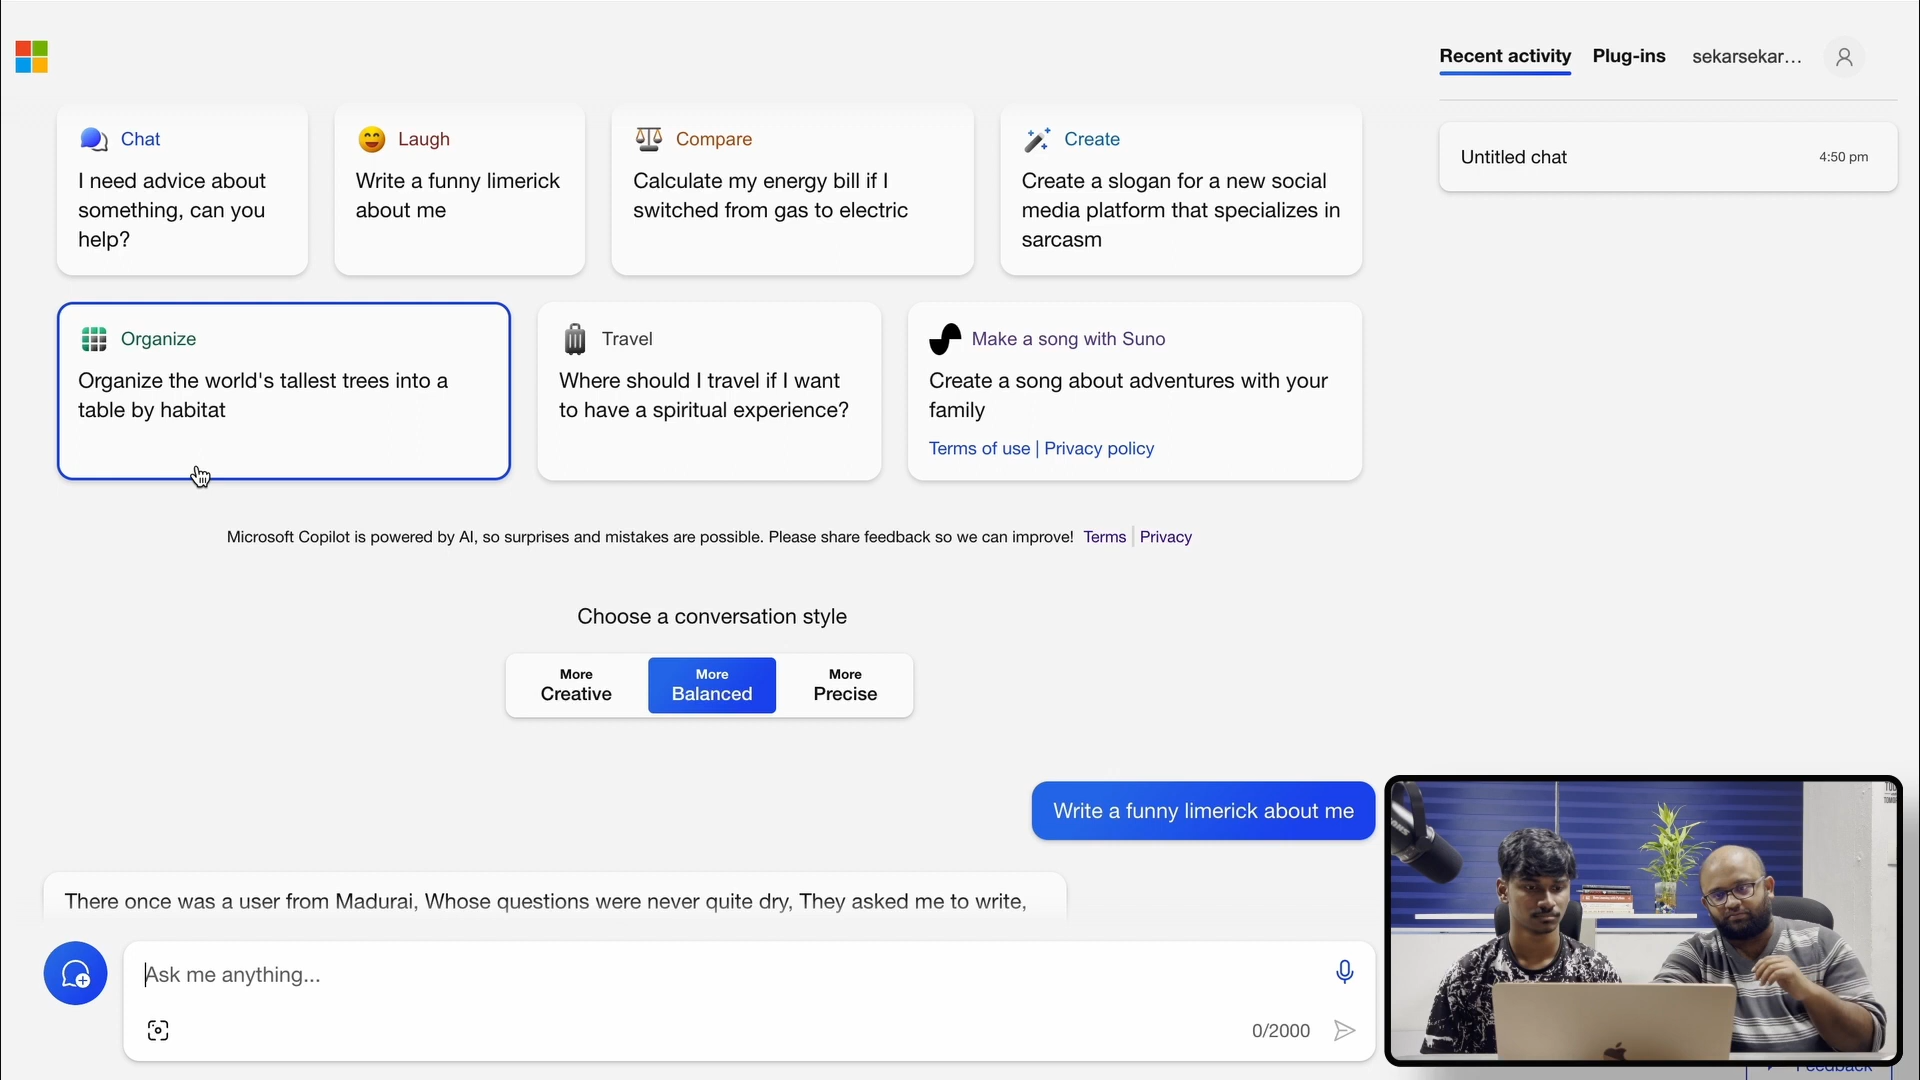 Recent activity
Plug-ins
sekarsekar...
Chat
I need advice about
something, can you
help?
Laugh
Write a funny limerick
about me
Compare
Calculate my energy bill if I
switched from gas to electric
Create
Create a slogan for a new social
media platform that specializes in
sarcasm
Untitled chat
4:50 pm
Organize
Organize the world's tallest trees into a
table by habitat
Travel
Where should I travel if I want
to have a spiritual experience?
Make a song with Suno
Create a song about adventures with your
family
Terms of use | Privacy policy
Microsoft Copilot is powered by AI, so surprises and mistakes are possible. Please share feedback so we can improve! Terms Privacy
Choose a conversation style
More
Creative
More
Balanced
More
Precise
Write a funny limerick about me
There once was a user from Madurai, Whose questions were never quite dry, They asked me to write,
Ask me anything...
0/2000
Feedback